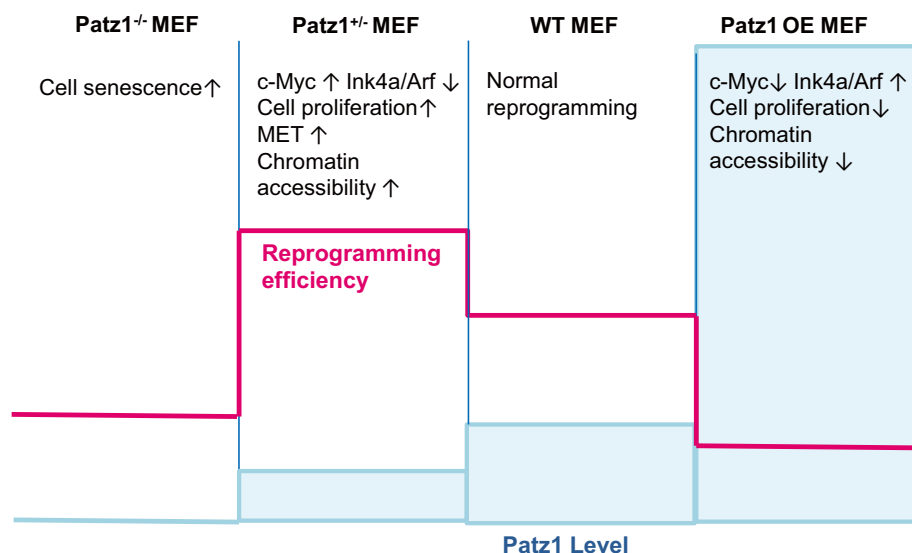 Patz1-/- MEF
Patz1+/- MEF
WT MEF
Patz1 OE MEF
Cell senescence↑
c-Myc ↑ Ink4a/Arf ↓
Cell proliferation↑
MET ↑
Chromatin
accessibility ↑
Normal
reprogramming
c-Myc↓ Ink4a/Arf ↑
Cell proliferation↓
Chromatin
accessibility ↓
Reprogramming
efficiency
Patz1 Level